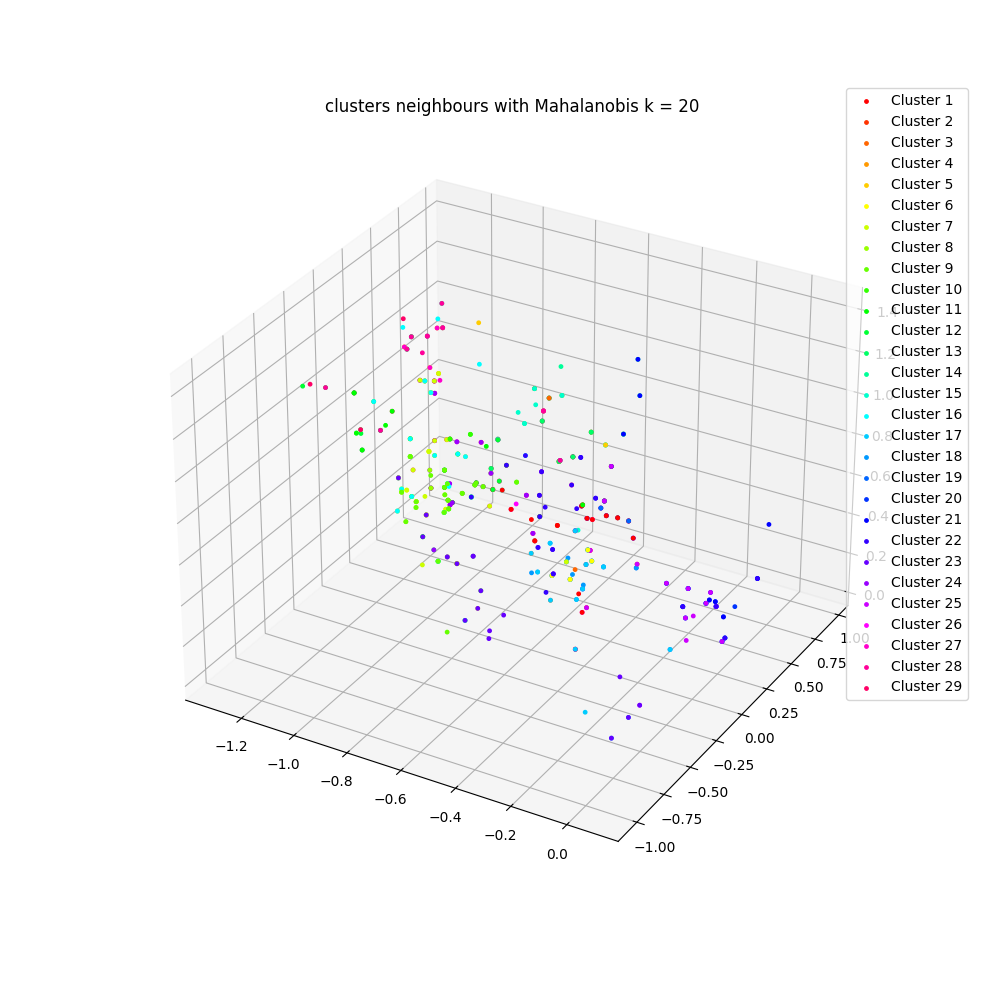 clusters neighbours with Mahalanobis k = 20
Cluster 1
Cluster 2
Cluster 3
Cluster 4
Cluster 5
Cluster 6
Cluster 7
Cluster 8
Cluster 9
Cluster 10
Cluster 11
Cluster 12
Cluster 13
Cluster 14
Cluster 15
Cluster 16
Cluster 17
Cluster 18
Cluster 19
Cluster 20
Cluster 21
Cluster 22
Cluster 23
Cluster 24
Cluster 25
Cluster 26
Cluster 27
Cluster 28
Cluster 29
1.4
1.2
1.0
0.8
0.6
0.4
0.2
0.0
1.00
0.75
0.50
0.25
0.00
−0.25
−0.50
−0.75
−1.00
−1.2
−1.0
−0.8
−0.6
−0.4
−0.2
0.0